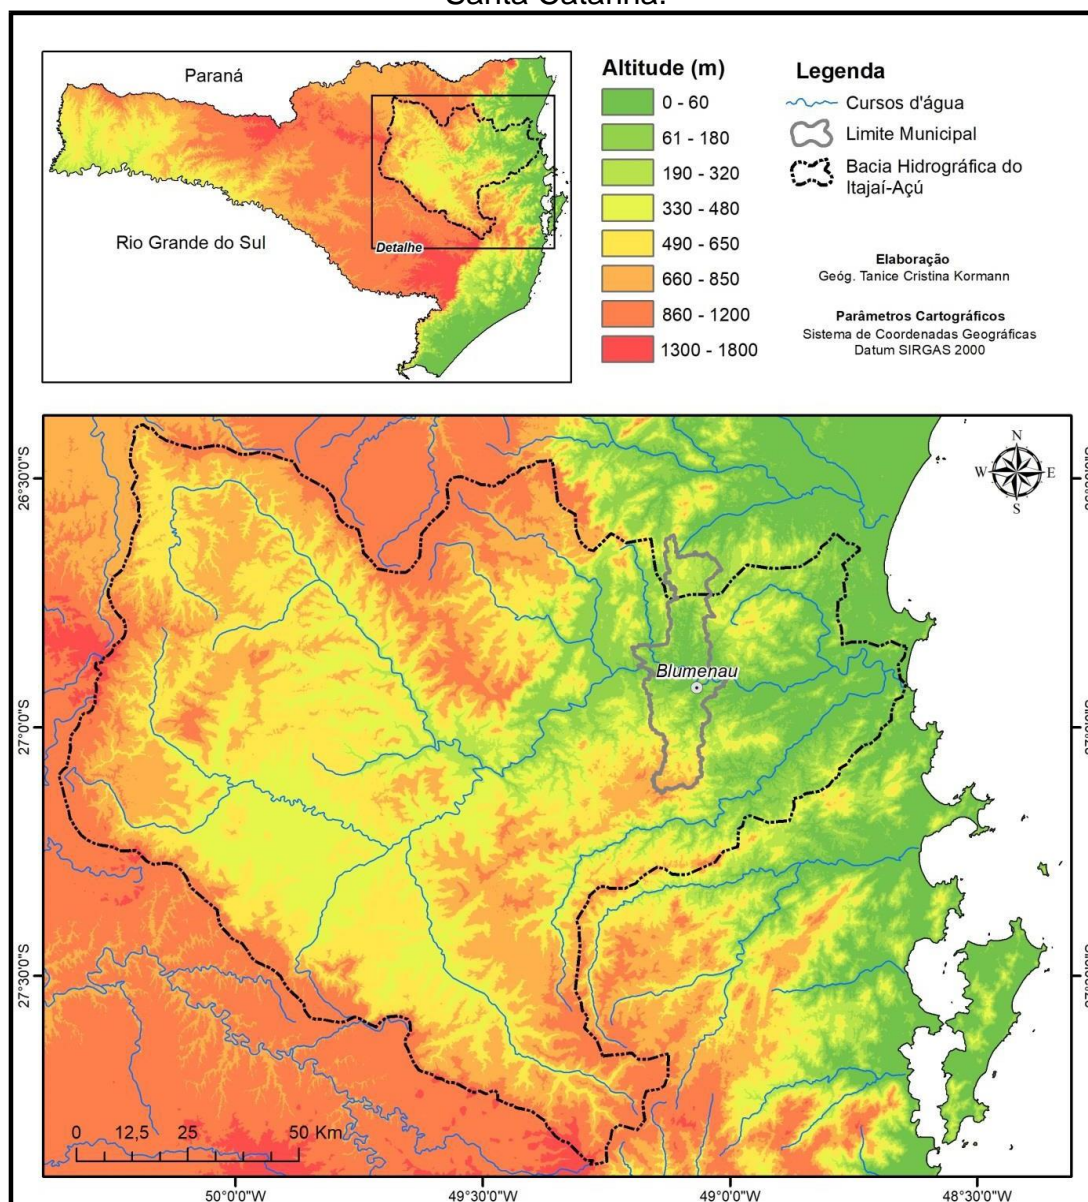 Santa Catarina.
Paraná
Rio Grande do Sul
Detalhe
Altitude (m)
0 - 60
61 - 180
190 - 320
330 - 480
490 - 650
660 - 850
860 - 1200
1300 - 1800
Legenda
Cursos d'água
Limite Municipal
Bacia Hidrográfica do
Itajaí-Açú
Elaboração
Geóg. Tanice Cristina Kormann
Parâmetros Cartográficos
Sistema de Coordenadas Geográficas
Datum SIRGAS 2000
N
W E
S
26°30'0"S
27°0'0"S
27°30'0"S
Blumenau
0 12,5 25 50 Km
50°0'0"W 49°30'0"W 49°0'0"W 48°30'0"W